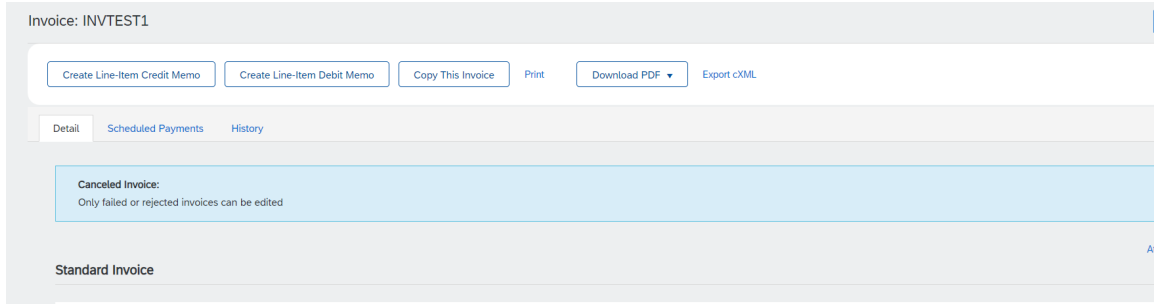 Invoice: INVTEST1
Create Line-Item Credit Memo Create Line-Item Debit Memo Copy This Invoice Print Download PDF Export cXML
Detail Scheduled Payments History
Canceled Invoice:
Only failed or rejected invoices can be edited
Standard Invoice